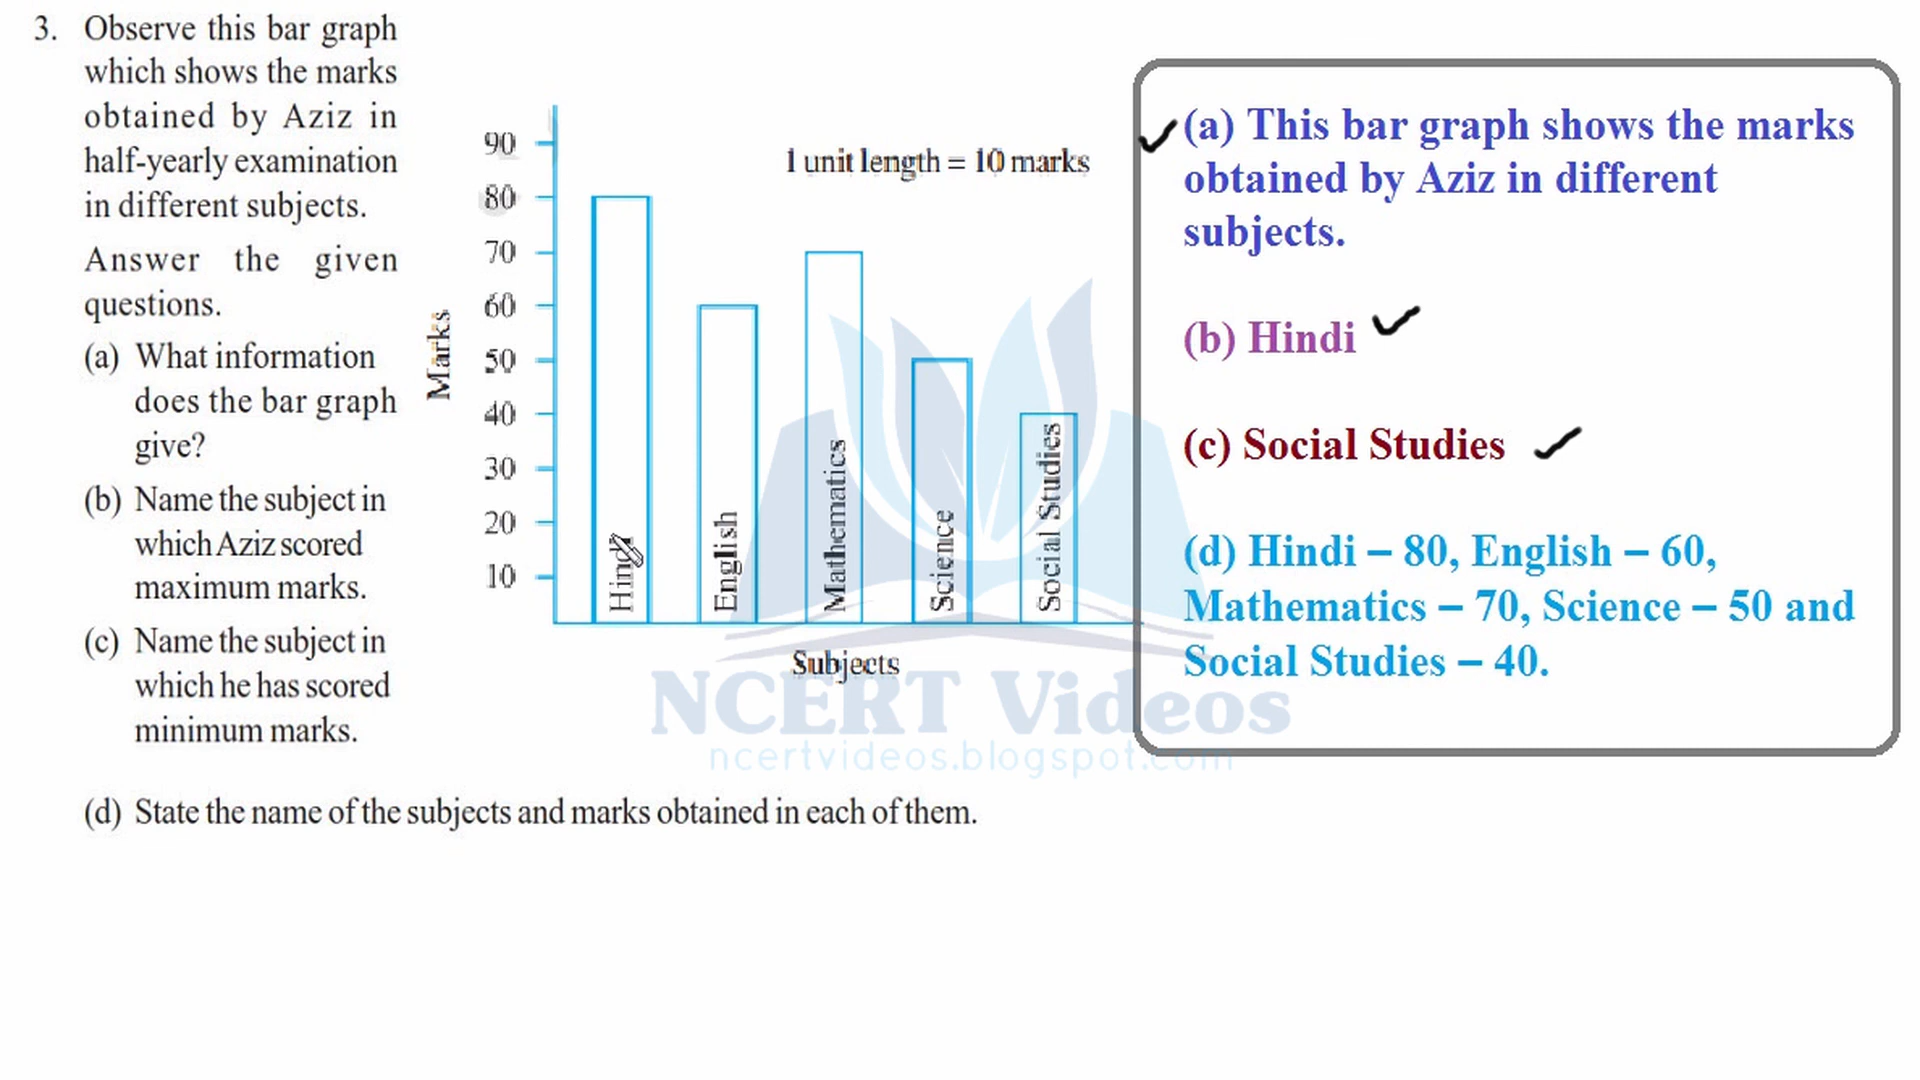 3. Observe this bar graph
which shows the marks
obtained by Aziz in
half-yearly examination
in different subjects.
Answer the given
questions.
(a) What information
does the bar graph
give?
(b) Name the subject in
which Aziz scored
maximum marks.
(c) Name the subject in
which he has scored
minimum marks.
(d) State the name of the subjects and marks obtained in each of them.
1 unit length = 10 marks
Marks
90
80
70
60
50
40
30
20
10
Hindi
English
Mathematics
Science
Social Studies
Subjects
NCERT Videos
ncertvideos.blogspot.com
(a) This bar graph shows the marks
obtained by Aziz in different
subjects.
(b) Hindi
(c) Social Studies
(d) Hindi – 80, English – 60,
Mathematics – 70, Science – 50 and
Social Studies – 40.